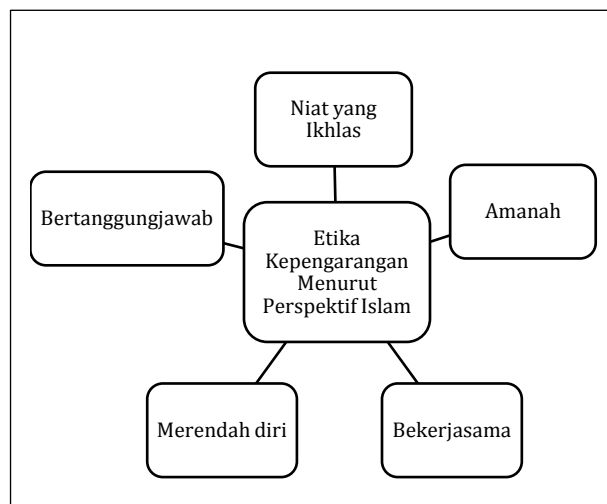 Niat yang
Ikhlas
Bertanggungjawab
Amanah
Etika
Kepengarangan
Menurut
Perspektif Islam
Merendah diri
Bekerjasama